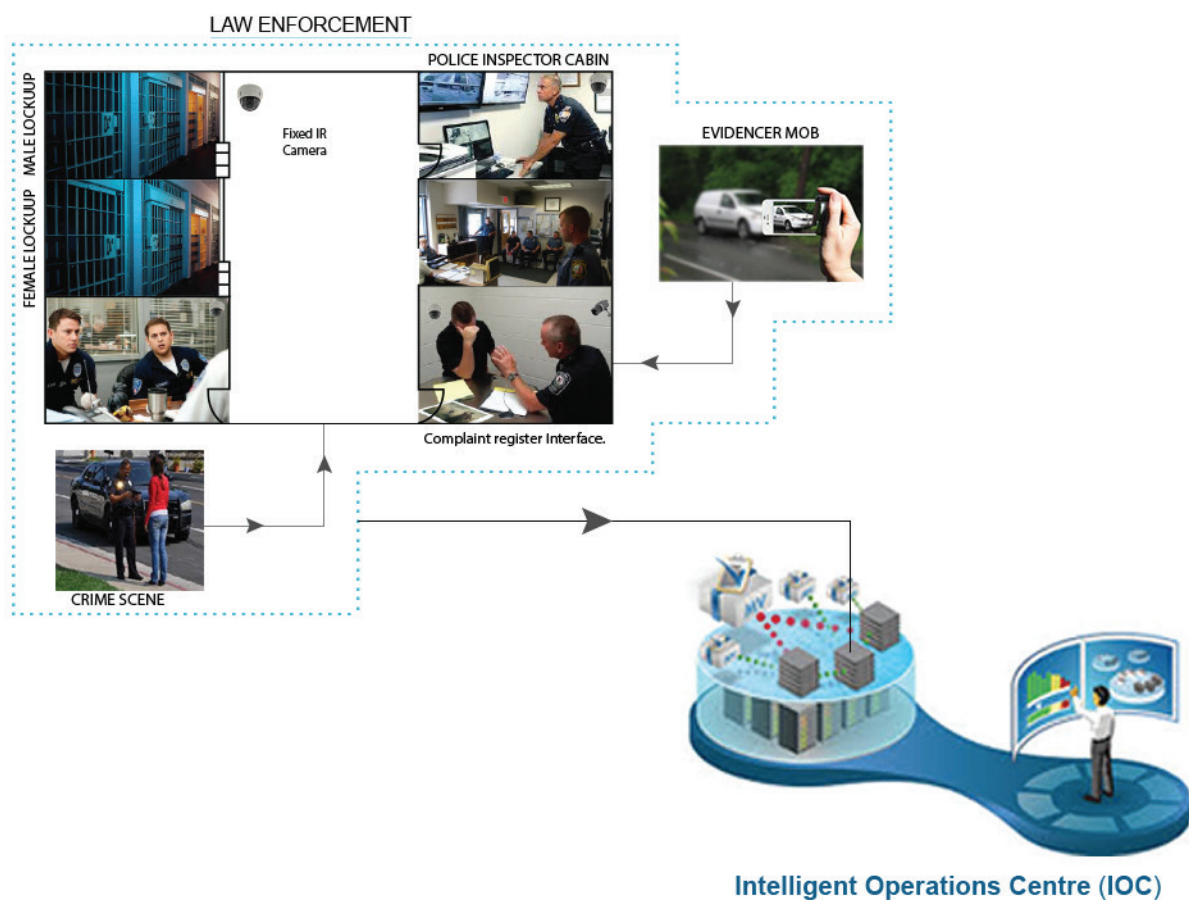 LAW ENFORCEMENT
POLICE INSPECTOR CABIN
MALE LOCKUUP
FEMALE LOCKUUP
Fixed IR
Camera
EVIDENCER MOB
Complaint register Interface.
CRIME SCENE
MV
Intelligent Operations Centre (IOC)